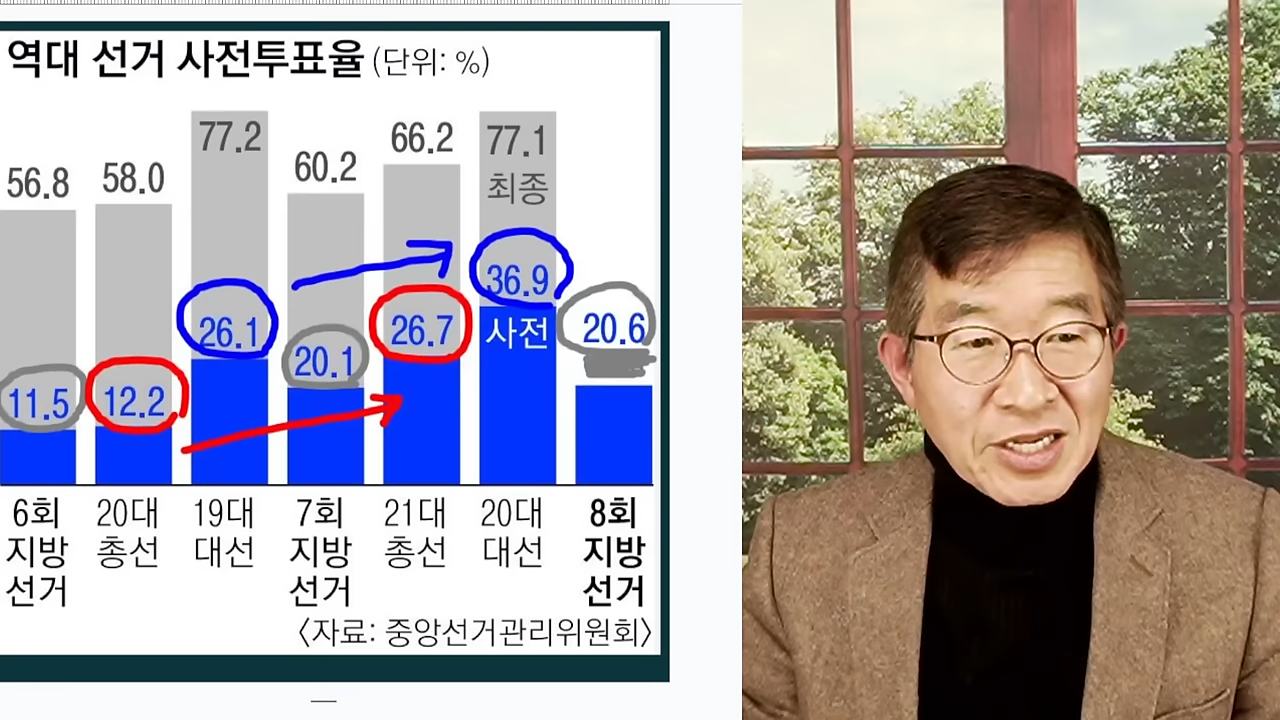 역대 선거 사전투표율 (단위: %)
56.8 58.0 77.2 60.2 66.2 77.1
최종
11.5 12.2 26.1 20.1 26.7 36.9 20.6
사전
6회 지방 선거
20대 총선
19대 대선
7회 지방 선거
21대 총선
20대 대선
8회 지방 선거
〈자료: 중앙선거관리위원회〉